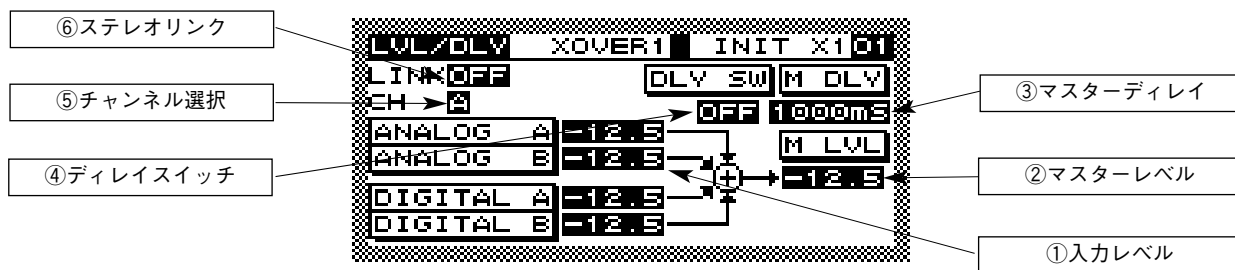 ⑥ステレオリンク
⑤チャンネル選択
④ディレイスイッチ
LVL/DLY XOVER1 INIT X1 01
LINK OFF
CH A
DLY SW M DLY
OFF 1000mS
ANALOG A -12.5
ANALOG B -12.5
M LVL
-12.5
DIGITAL A -12.5
DIGITAL B -12.5
③マスターディレイ
②マスターレベル
①入力レベル